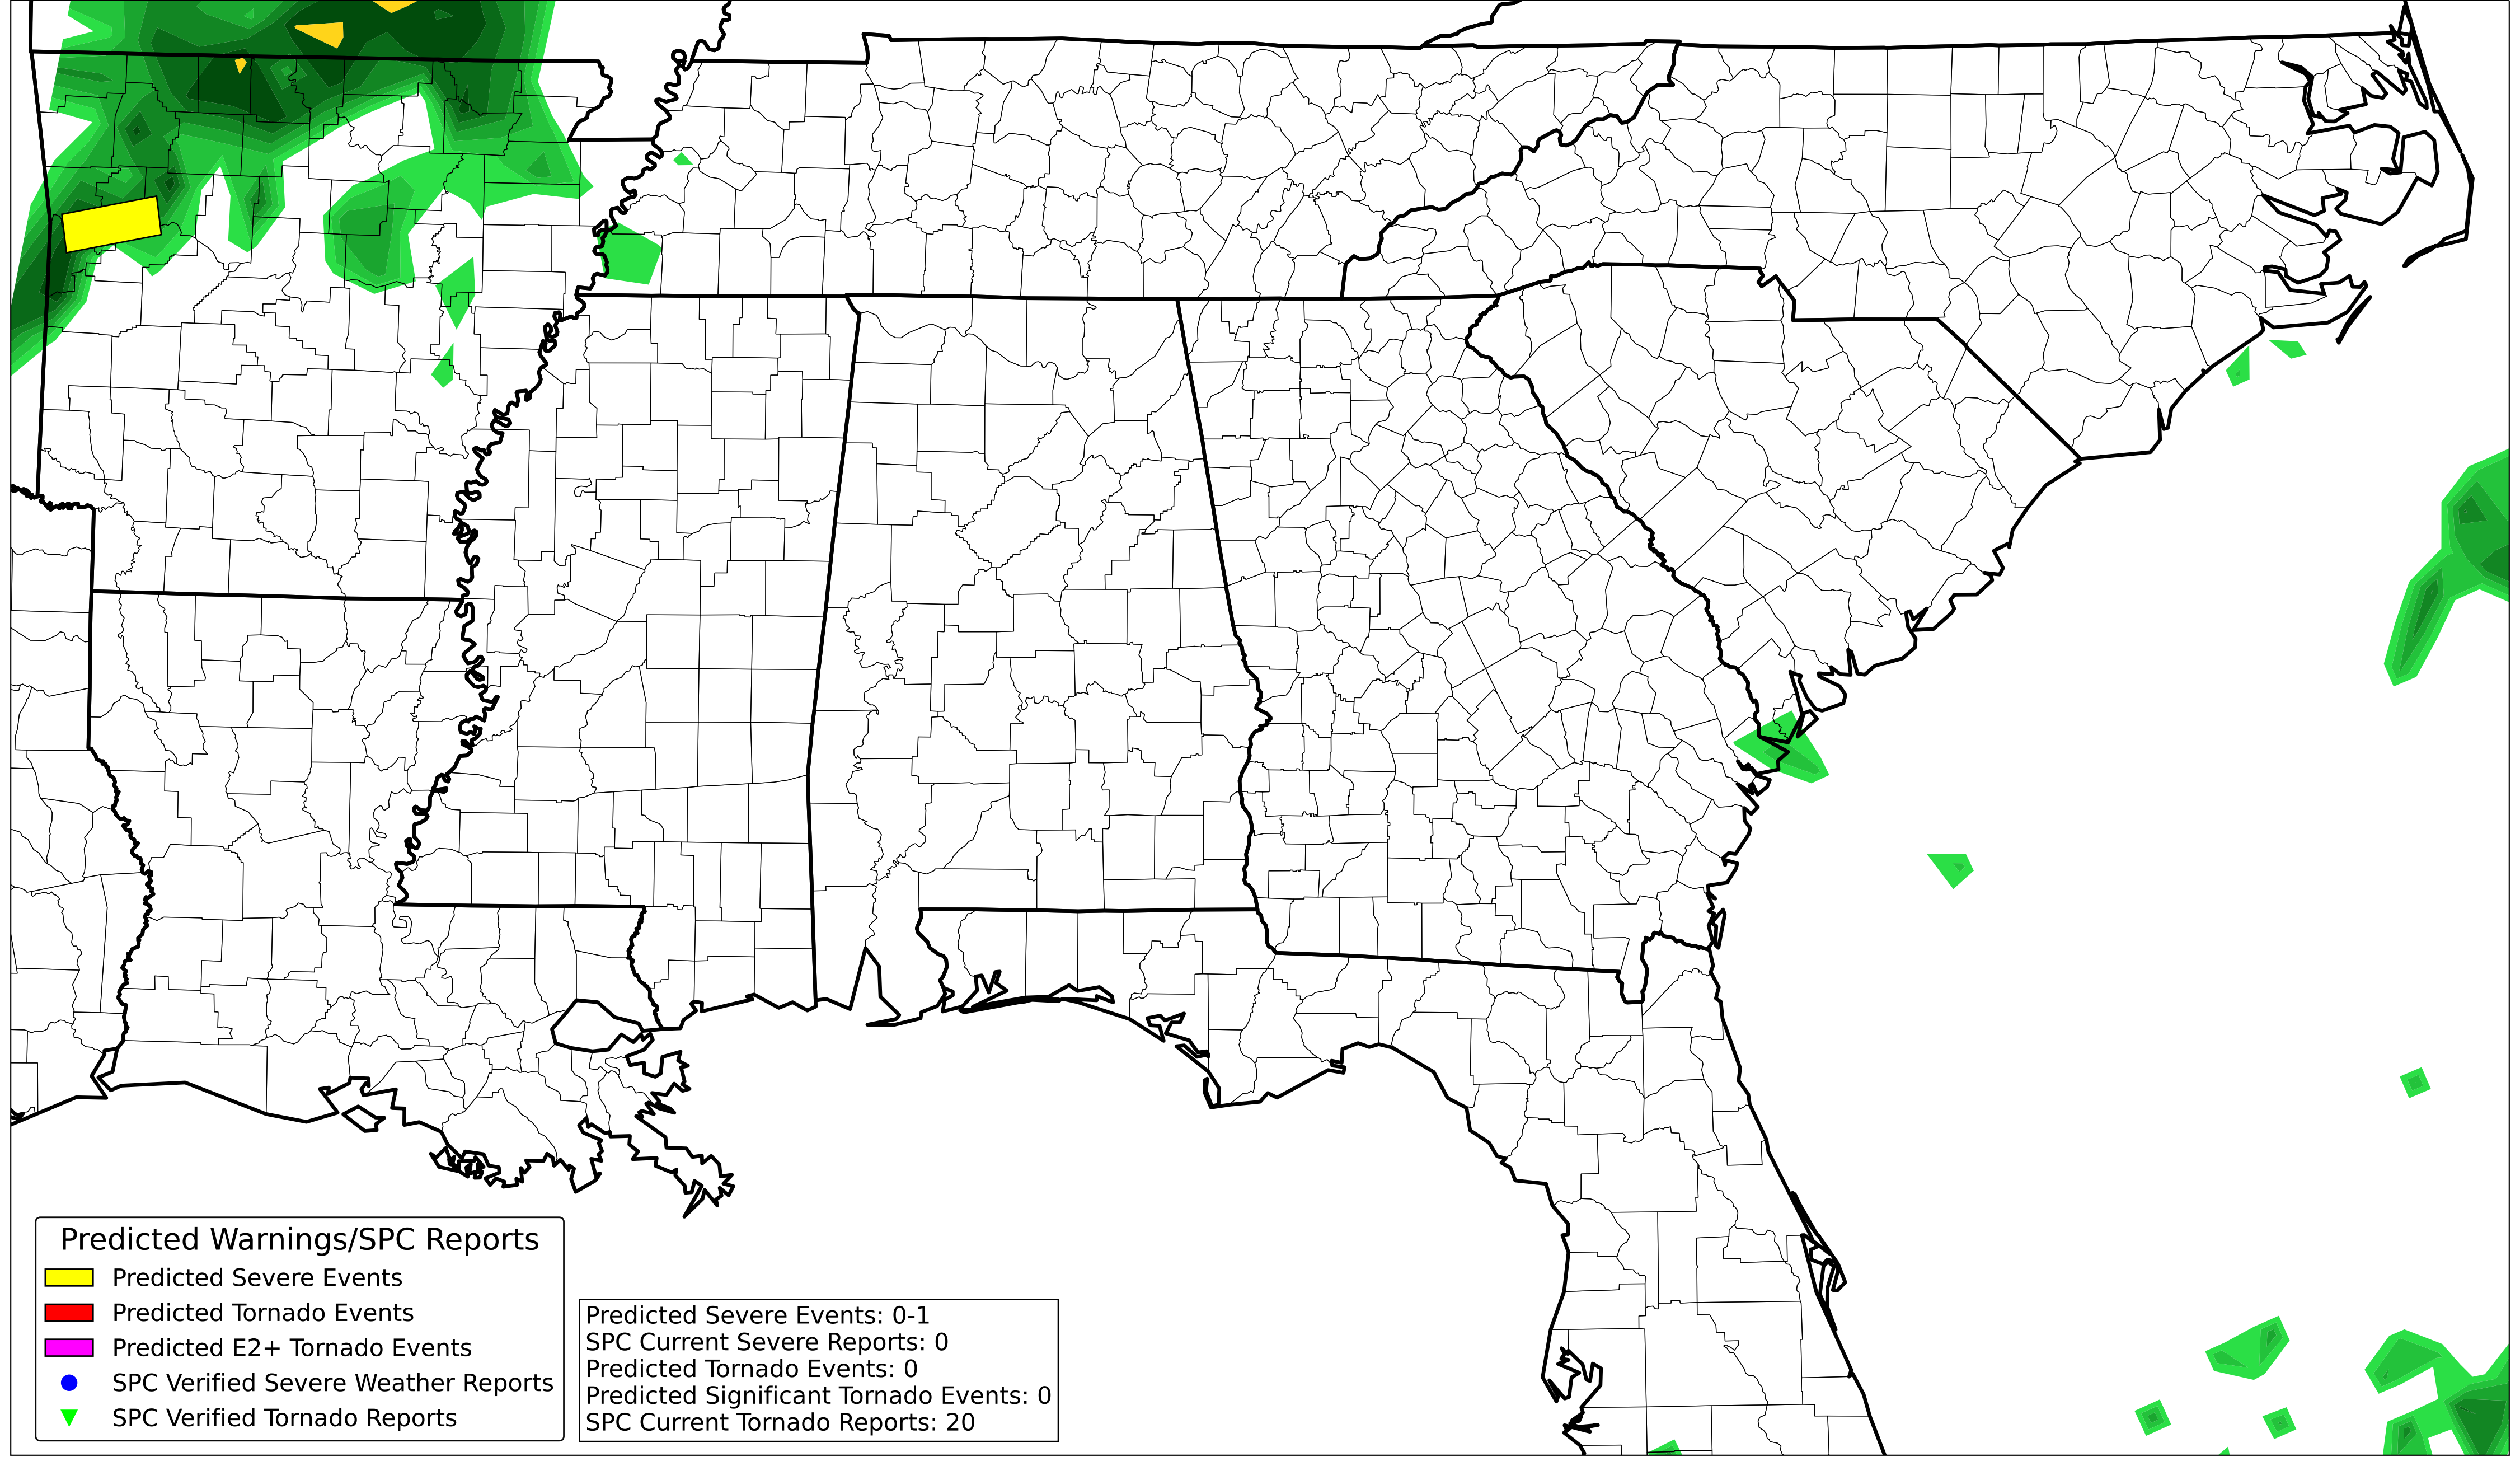 Predicted Warnings/SPC Reports
Predicted Severe Events
Predicted Tornado Events
Predicted E2+ Tornado Events
SPC Verified Severe Weather Reports
SPC Verified Tornado Reports
Predicted Severe Events: 0-1
SPC Current Severe Reports: 0
Predicted Tornado Events: 0
Predicted Significant Tornado Events: 0
SPC Current Tornado Reports: 20